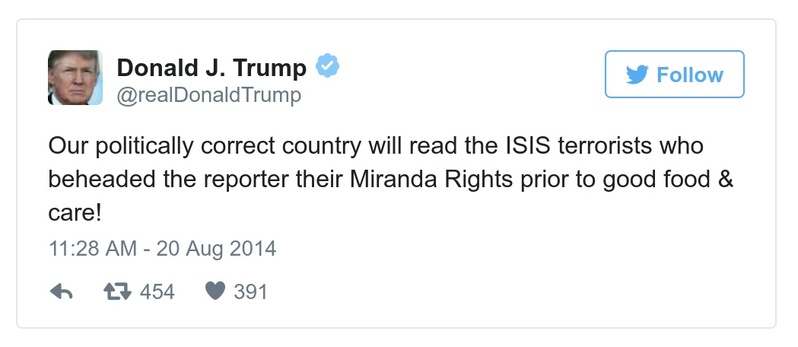 Donald J. Trump
@realDonaldTrump
Follow
Our politically correct country will read the ISIS terrorists who
beheaded the reporter their Miranda Rights prior to good food &
care!
11:28 AM - 20 Aug 2014
454 391